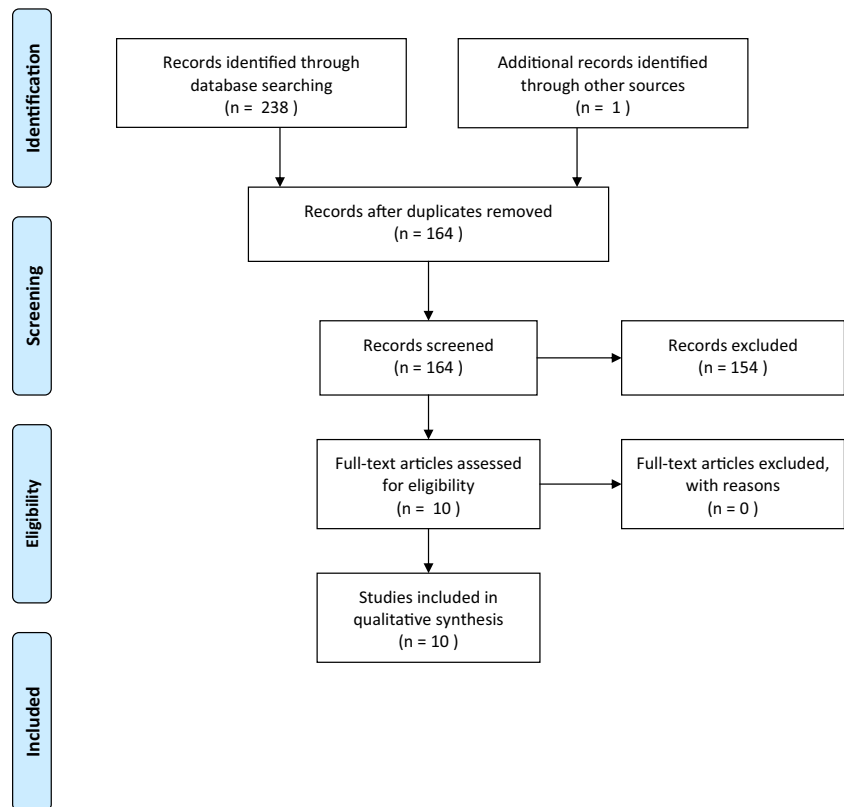 Identification
Records identified through
database searching
(n = 238 )
Additional records identified
through other sources
(n = 1 )
Records after duplicates removed
(n = 164 )
Screening
Records screened
(n = 164 )
Records excluded
(n = 154 )
Eligibility
Full-text articles assessed
for eligibility
(n = 10 )
Full-text articles excluded,
with reasons
(n = 0 )
Studies included in
qualitative synthesis
(n = 10 )
Included